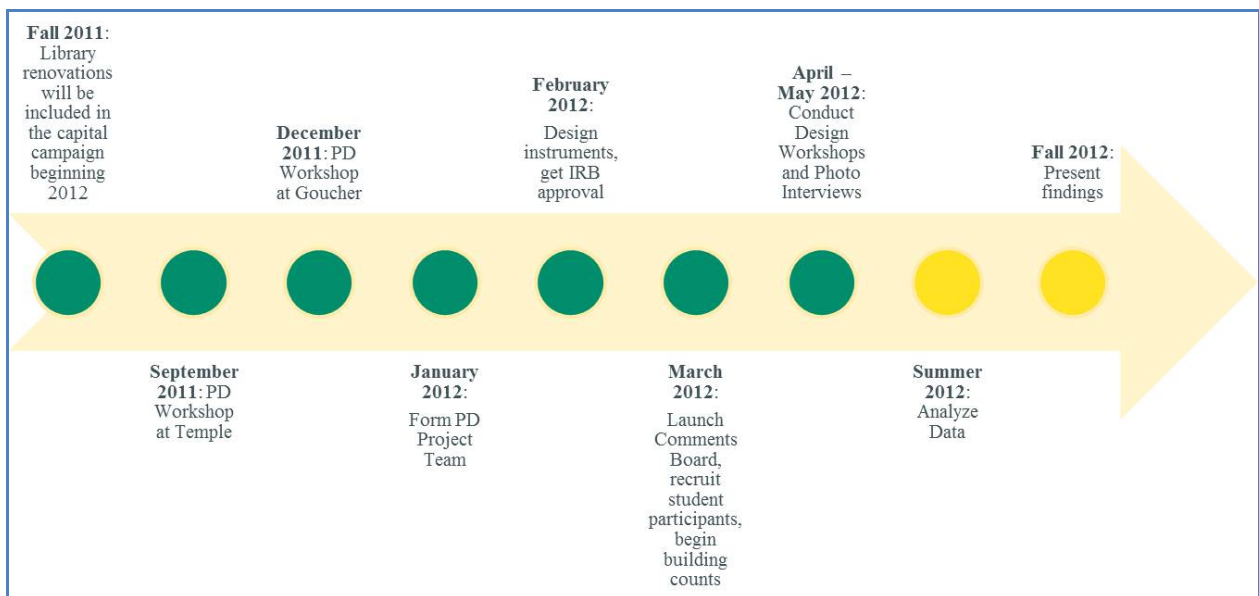 Fall 2011:
Library
renovations
will be
included in
the capital
campaign
beginning
2012
September
2011: PD
Workshop
at Temple
December
2011: PD
Workshop
at Goucher
January
2012:
Form PD
Project
Team
February
2012:
Design
instruments,
get IRB
approval
March
2012:
Launch
Comments
Board,
recruit
student
participants,
begin
building
counts
April –
May 2012:
Conduct
Design
Workshops
and Photo
Interviews
Summer
2012:
Analyze
Data
Fall 2012:
Present
findings